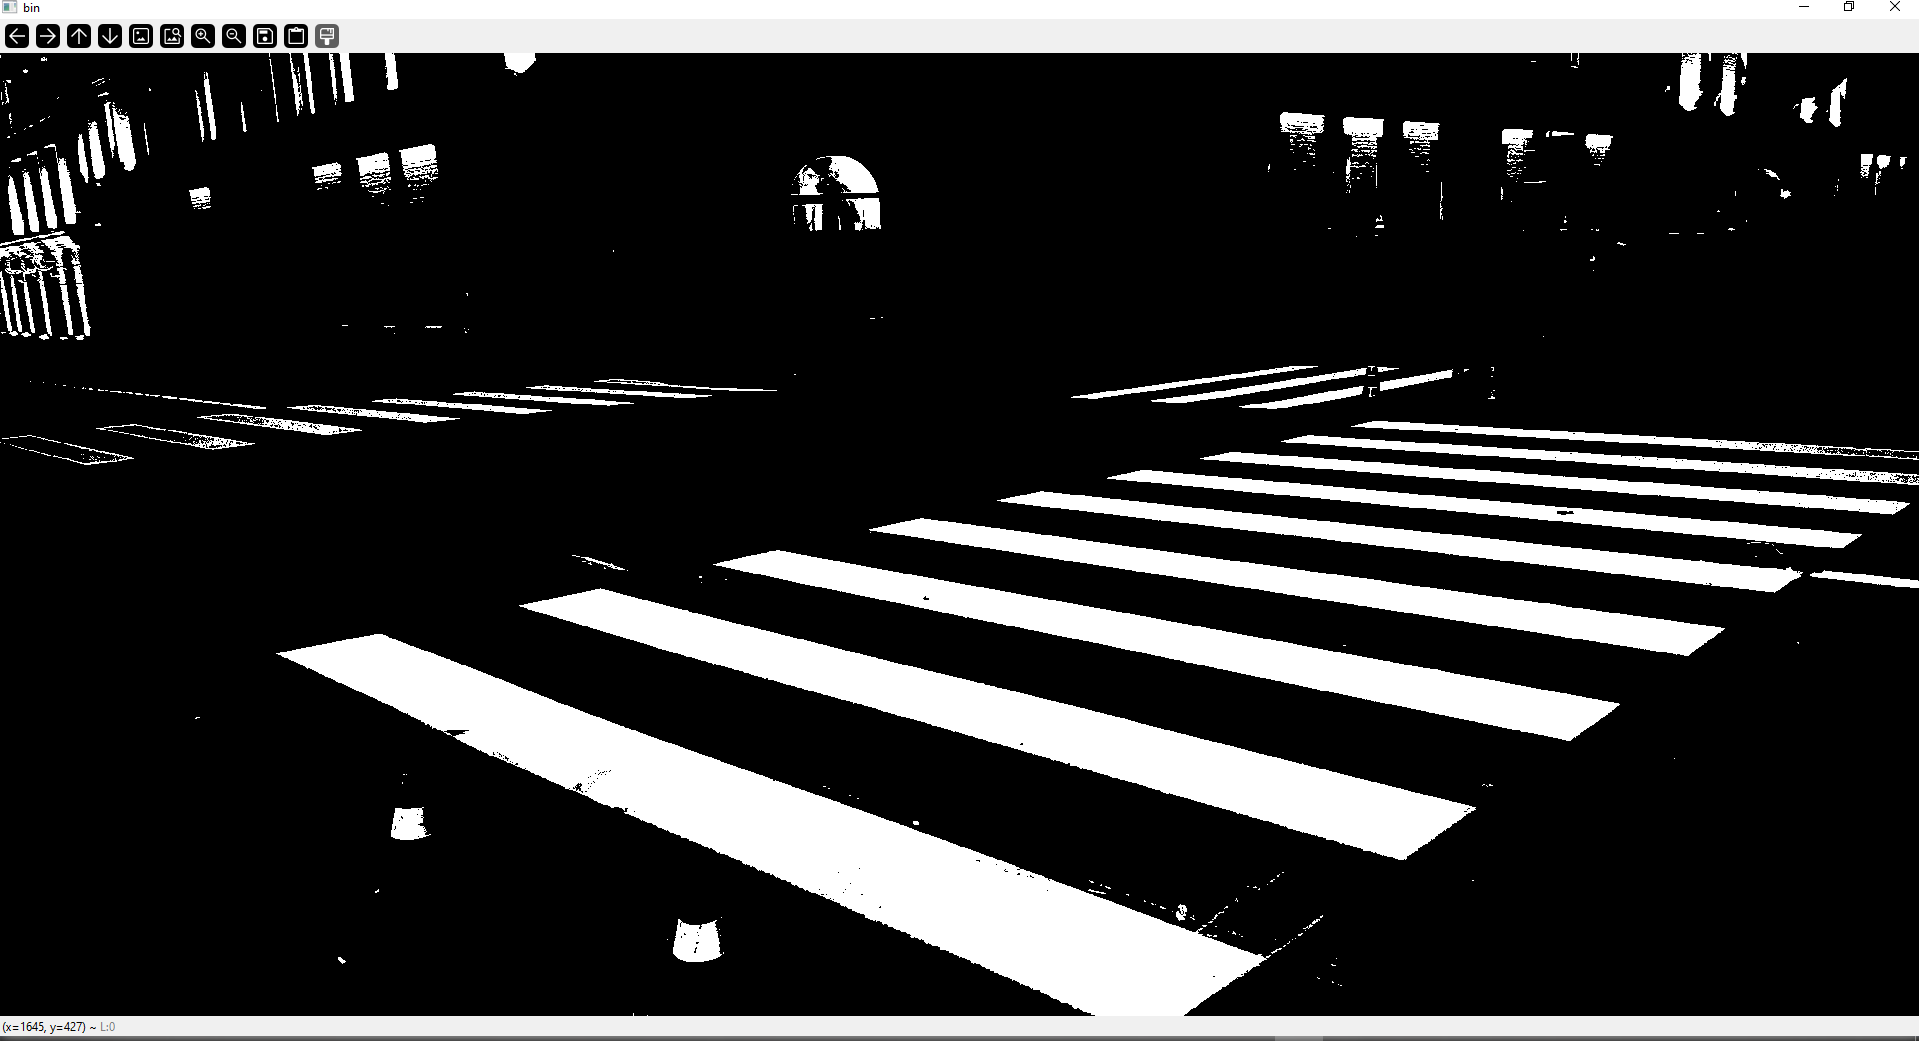 bin
(x=1645, y=427) ~ L:0